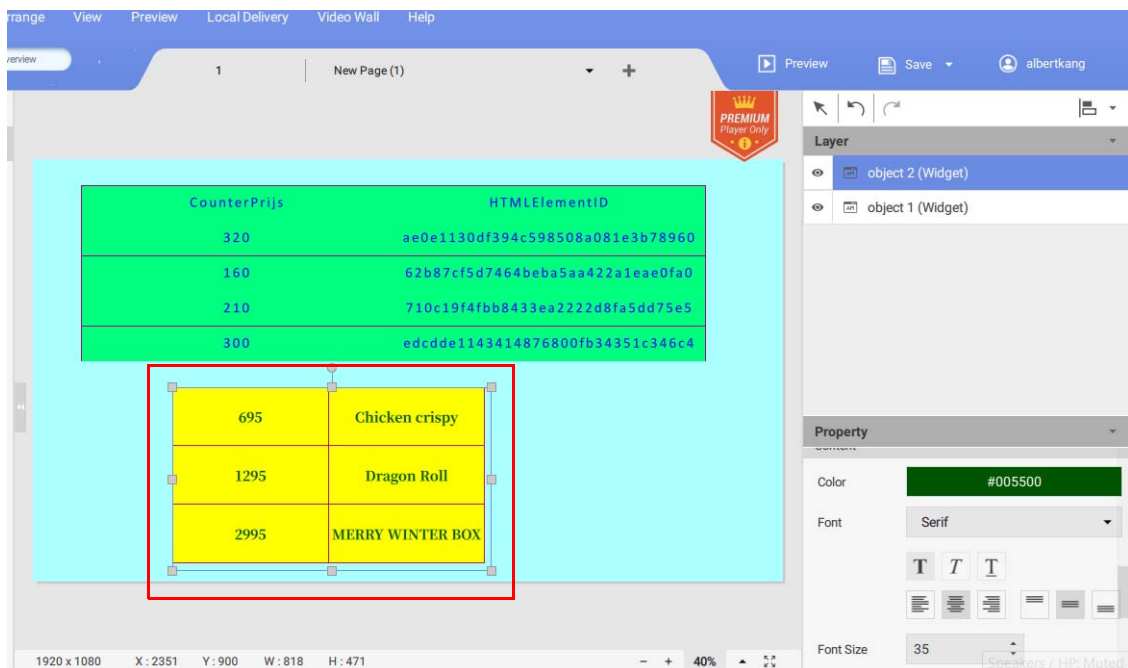 rrange View Preview Local Delivery Video Wall Help
verview
1 New Page (1) + Preview Save albertkang
PREMIUM
Player Only
Layer
object 2 (Widget)
object 1 (Widget)
CounterPrijs HTMLElementID
320 ae0e1130df394c598508a081e3b78960
160 62b87cf5d7464beba5aa422a1eae0fa0
210 710c19f4fbb8433ea2222d8fa5dd75e5
300 edcdde1143414876800fb34351c346c4
695 Chicken crispy
1295 Dragon Roll
2995 MERRY WINTER BOX
Property
Content
Color #005500
Font Serif
T T T
Font Size 35
Speakers / HP: Muted
1920 x 1080 X : 2351 Y : 900 W : 818 H : 471 - + 40%